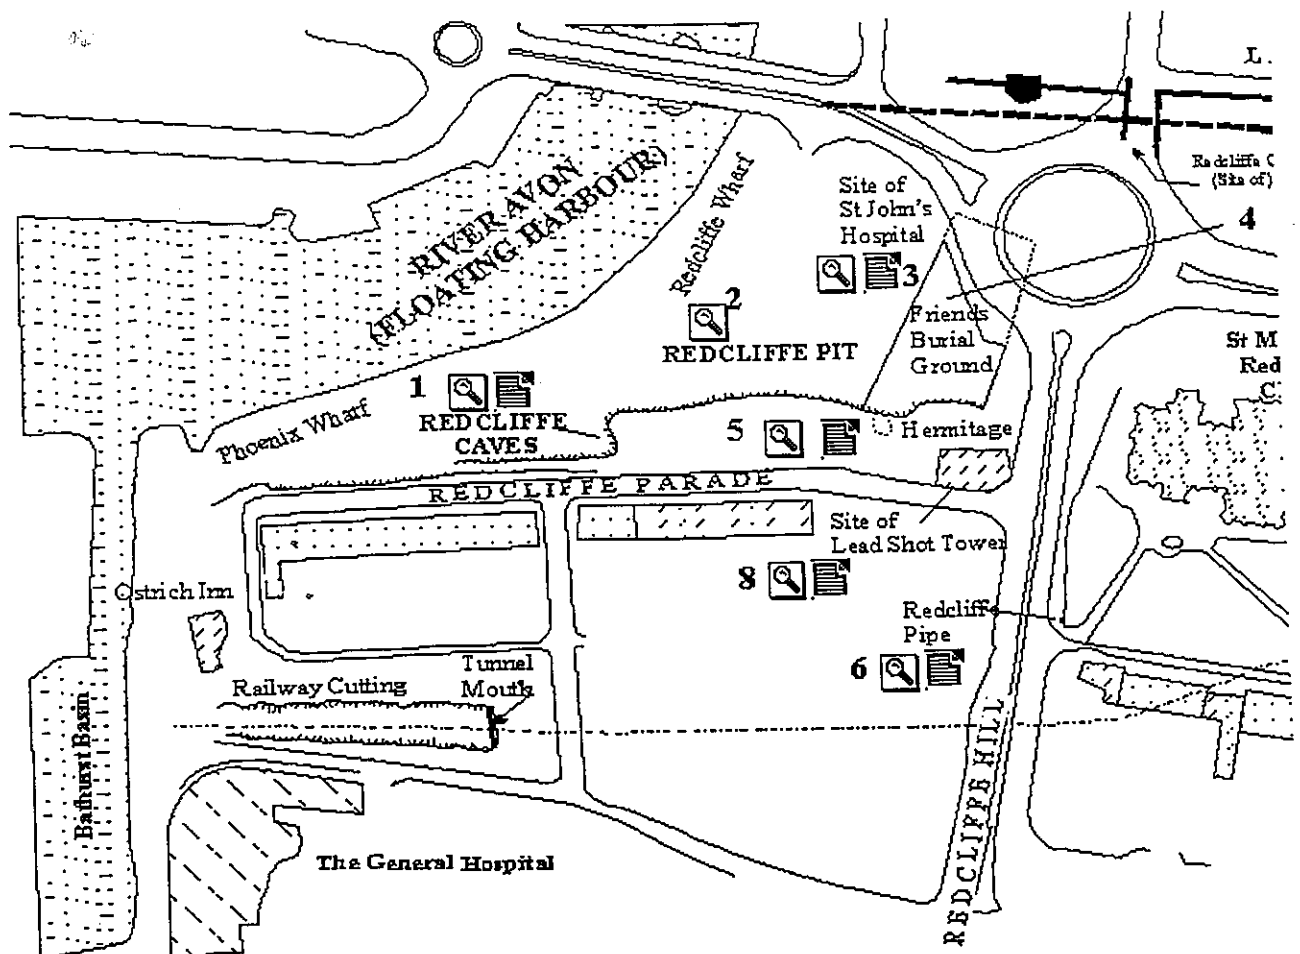 L.
RIVER AVON
(FLOATING HARBOUR)
Redcliffe Wharf
Redcliffe C
(Site of)
Site of
St John's
Hospital
4
3
2
REDCLIFFE PIT
Friends
Burial
Ground
St M
Red
C
1
REDCLIFFE
CAVES
Phoenix Wharf
5
Hermitage
REDCLIFFE PARADE
Site of
Lead Shot Tower
8
Ostrich Inn
Redcliffe
Pipe
6
Tunnel
Mouth
Railway Cutting
Bathurst Basin
REDCLIFFE HILL
The General Hospital